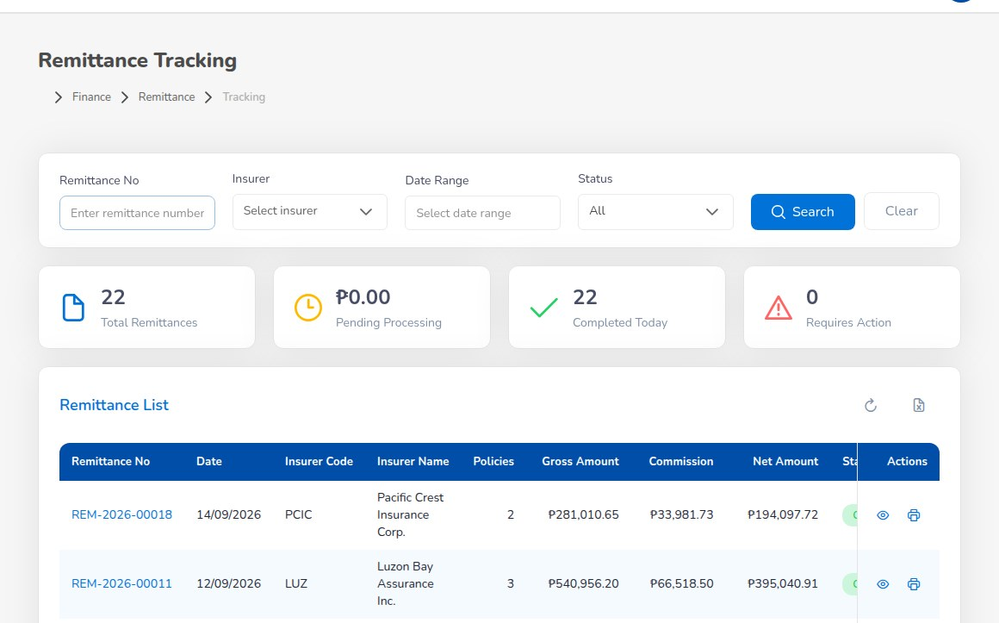 Remittance Tracking
Finance Remittance Tracking
Remittance No Insurer Date Range Status
Enter remittance number Select insurer Select date range All Search Clear
22 ₱0.00 22 0
Total Remittances Pending Processing Completed Today Requires Action
Remittance List
Remittance No Date Insurer Code Insurer Name Policies Gross Amount Commission Net Amount Actions
Pacific Crest
REM-2026-00018 14/09/2026 PCIC Insurance 2 ₱281,010.65 ₱33,981.73 ₱194,097.72
Corp.
Luzon Bay
REM-2026-00011 12/09/2026 LUZ Assurance 3 ₱540,956.20 ₱66,518.50 ₱395,040.91
Inc.